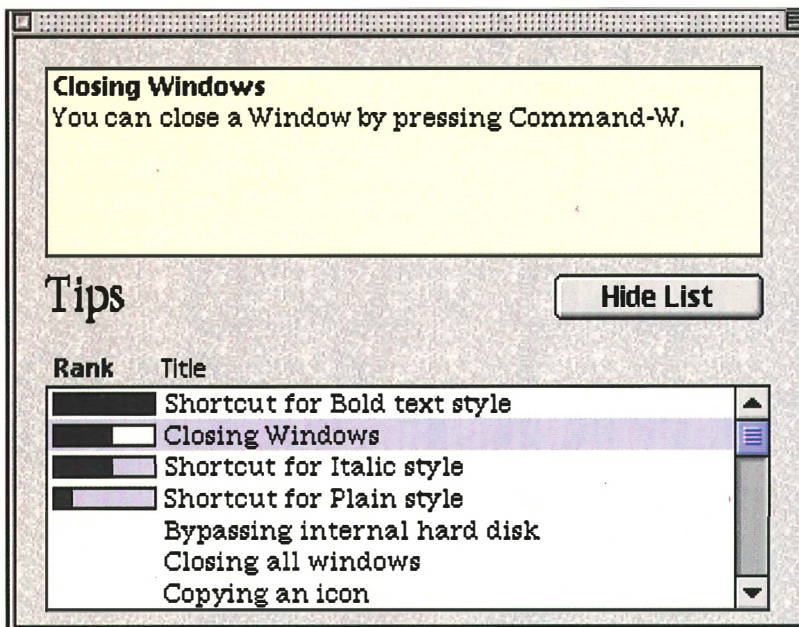 Closing Windows
You can close a Window by pressing Command-W.
Tips
Hide List
Rank Title
Shortcut for Bold text style
Closing Windows
Shortcut for Italic style
Shortcut for Plain style
Bypassing internal hard disk
Closing all windows
Copying an icon